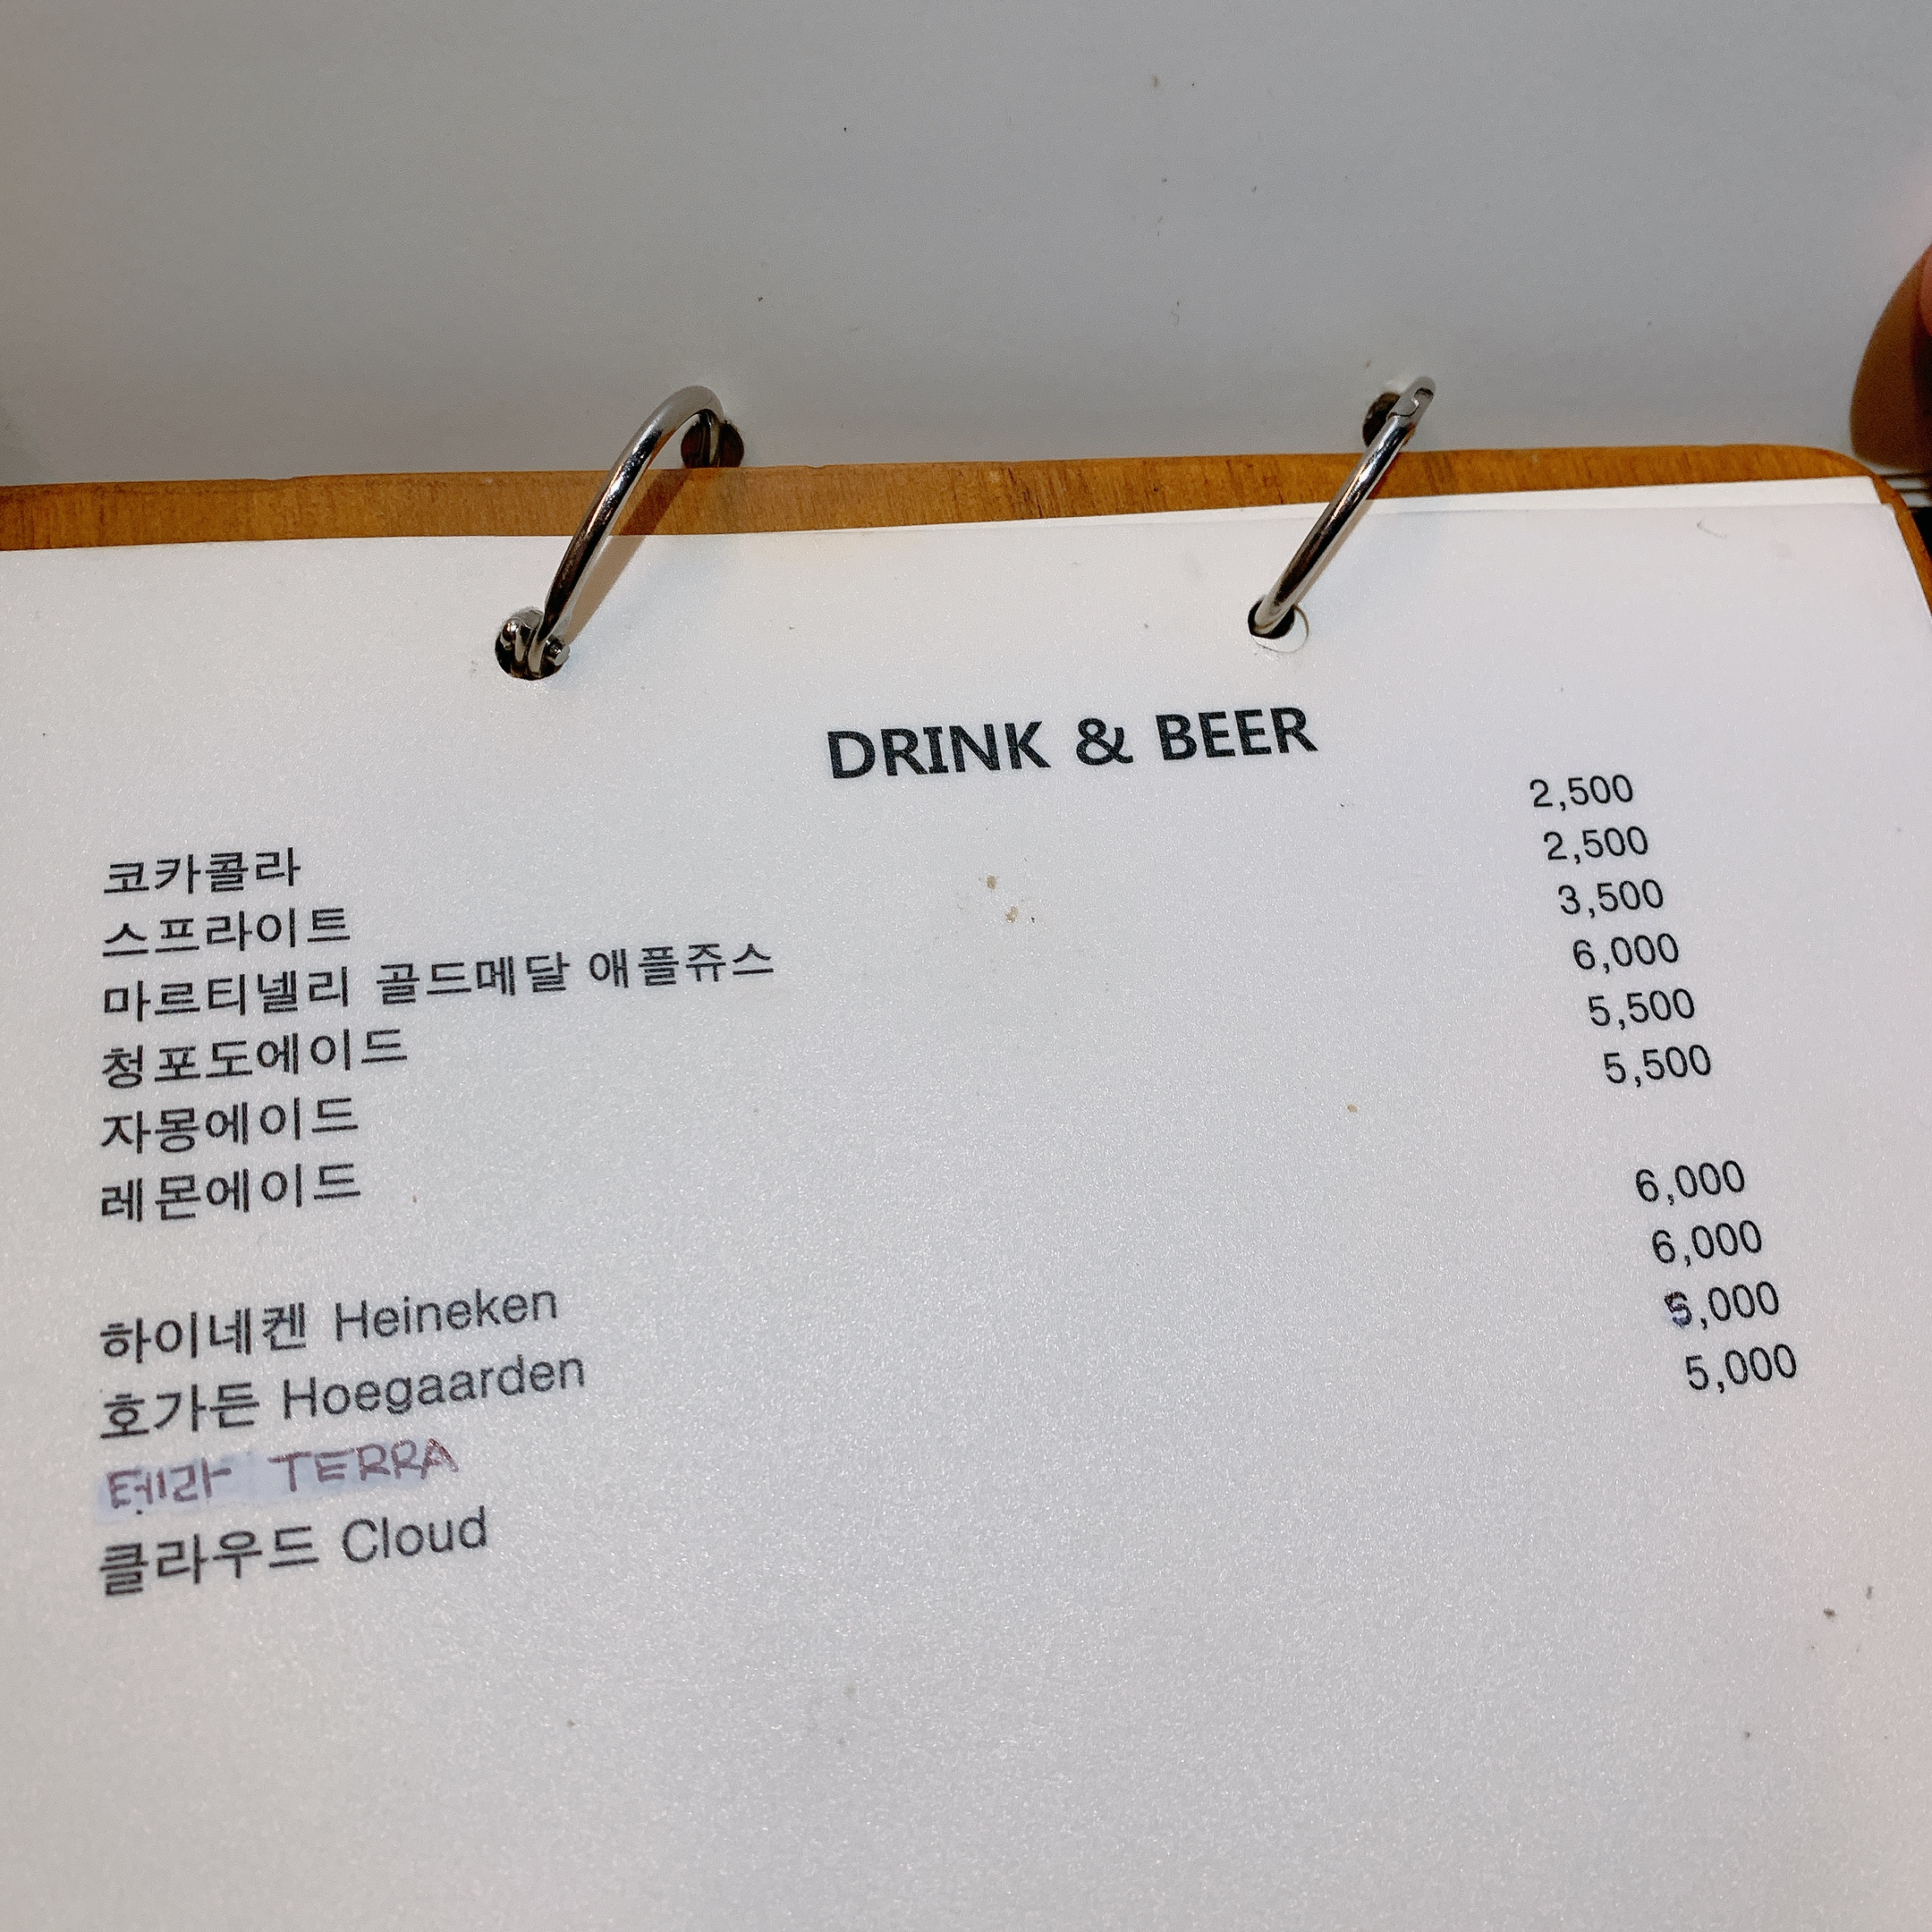 DRINK & BEER
코카콜라 2,500
스프라이트 2,500
마르티넬리 골드메달 애플쥬스 3,500
청포도에이드 6,000
자몽에이드 5,500
레몬에이드 5,500
하이네켄 Heineken 6,000
호가든 Hoegaarden 6,000
테라 TERRA 5,000
클라우드 Cloud 5,000